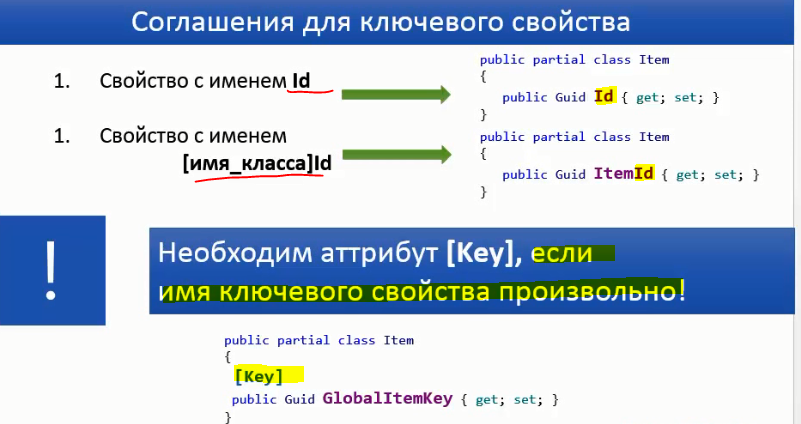 Соглашения для ключевого свойства
1. Свойство с именем Id
public partial class Item
{
public Guid Id { get; set; }
}
1. Свойство с именем
[имя_класса]Id
public partial class Item
{
public Guid ItemId { get; set; }
}
!
Необходим аттрибут [Key], если
имя ключевого свойства произвольно!
public partial class Item
{
[Key]
public Guid GlobalItemKey { get; set; }
}